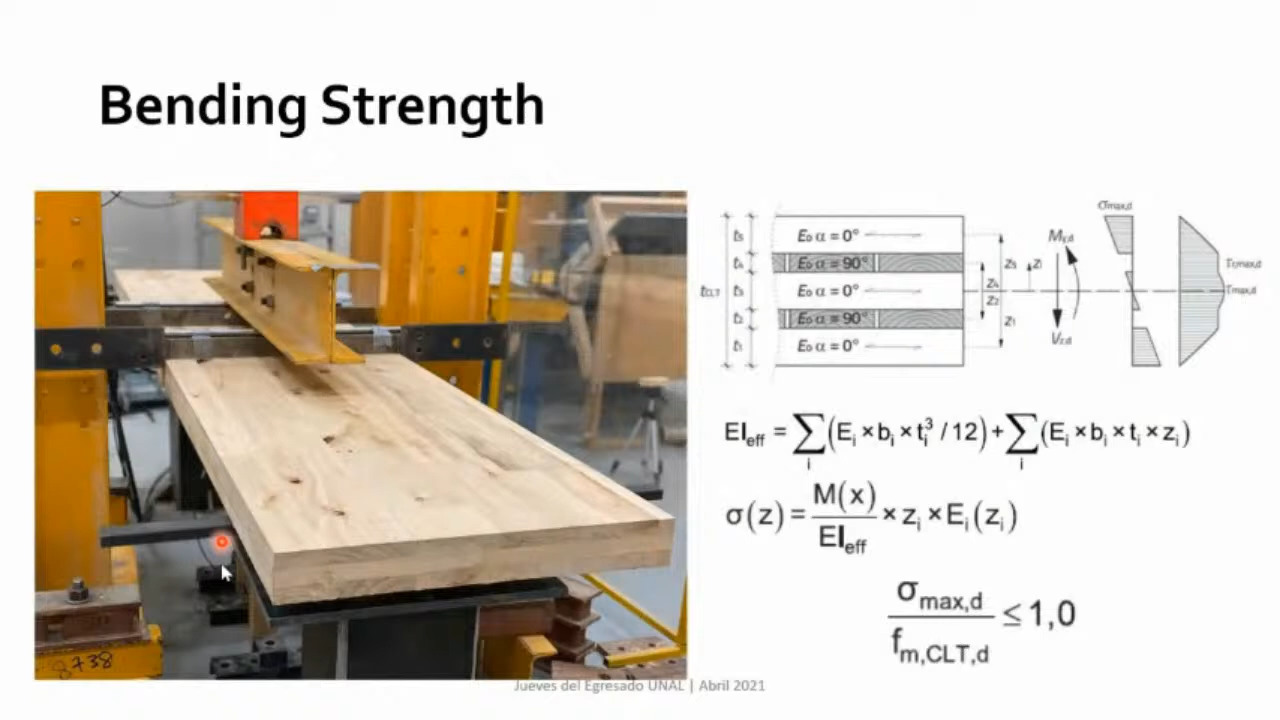 Bending Strength
σmax,d
t₅ E₀ α = 0°
t₄ E₀ α = 90°
tCLT t₃ E₀ α = 0°
t₂ E₀ α = 90°
t₁ E₀ α = 0°
z₅ zᵢ
z₄
z₂
z₁
My,d
Vz,d
τmax,d
EIeff = ∑i (Ei × bi × ti³ / 12) + ∑i (Ei × bi × ti × zi)
σ(z) = M(x) / EIeff × zi × Ei(zi)
σmax,d / fm,CLT,d ≤ 1,0
8738
Jueves del Egresado UNAL | Abril 2021